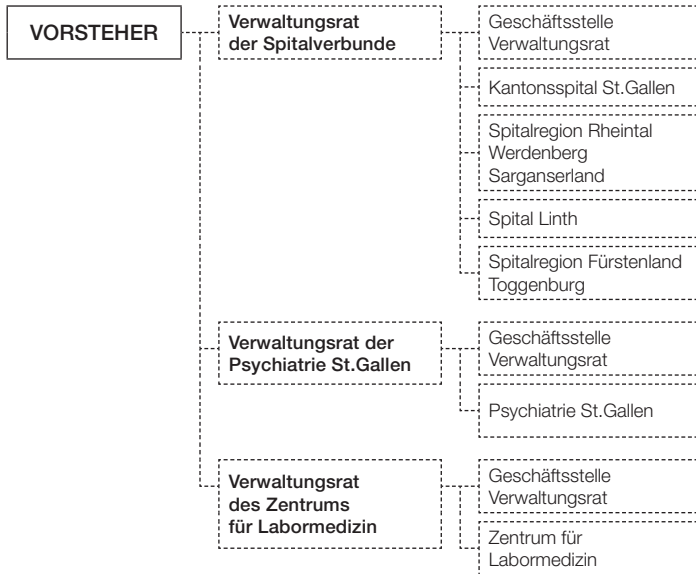 VORSTEHER
Verwaltungsrat
der Spitalverbunde
Geschäftsstelle
Verwaltungsrat
Kantonsspital St.Gallen
Spitalregion Rheintal
Werdenberg
Sarganserland
Spital Linth
Spitalregion Fürstenland
Toggenburg
Verwaltungsrat der
Psychiatrie St.Gallen
Geschäftsstelle
Verwaltungsrat
Psychiatrie St.Gallen
Verwaltungsrat
des Zentrums
für Labormedizin
Geschäftsstelle
Verwaltungsrat
Zentrum für
Labormedizin